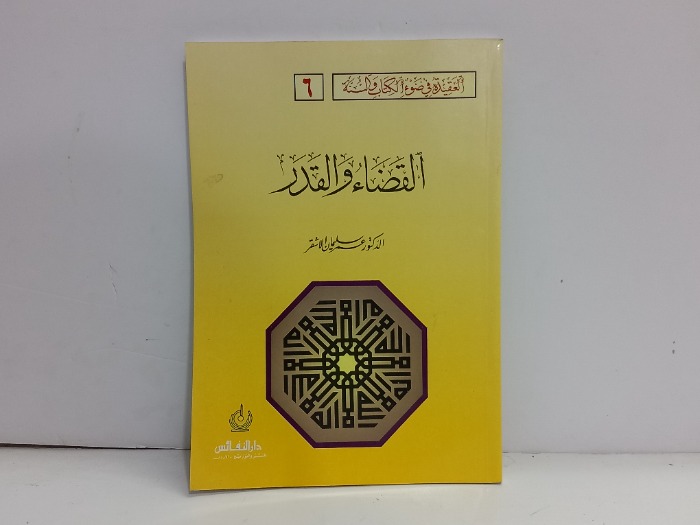 العقيدة في ضوء الكتاب والسنة
٦
القضاء والقدر
الدكتور عمر سليمان الأشقر
دار النفائس